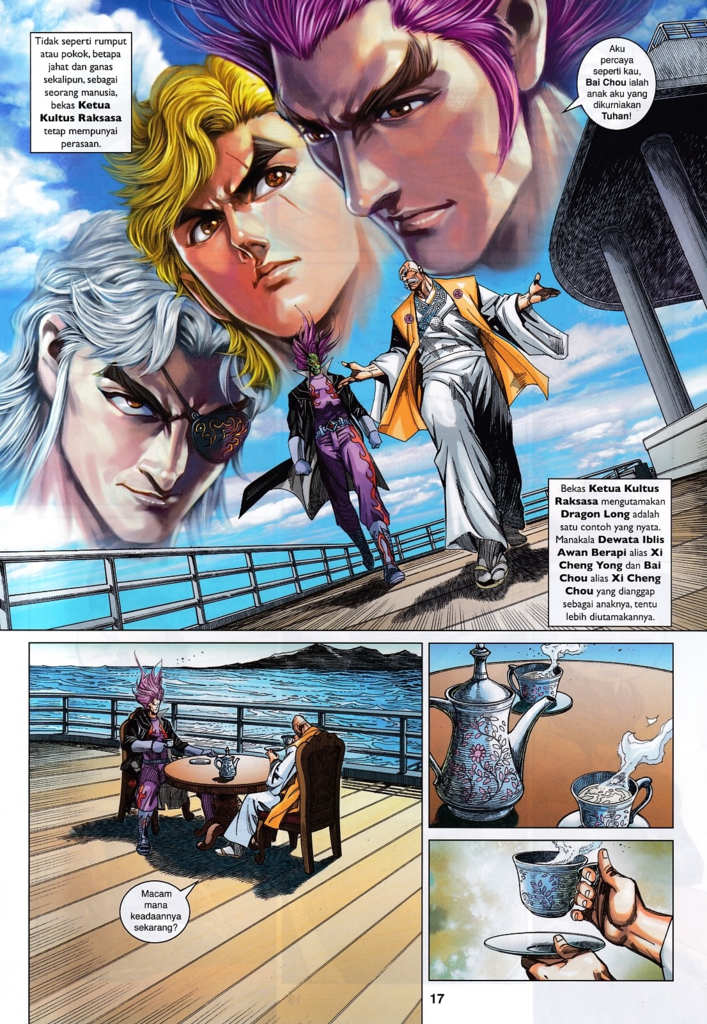 Tidak seperti rumput
atau pokok, betapa
jahat dan ganas
sekalipun, sebagai
seorang manusia,
bekas Ketua
Kultus Raksasa
tetap mempunyai
perasaan.
Aku
percaya
seperti kau,
Bai Chou ialah
anak aku yang
dikurniakan
Tuhan!
Bekas Ketua Kultus
Raksasa mengutamakan
Dragon Long adalah
satu contoh yang nyata.
Manakala Dewata Iblis
Awan Berapi alias Xi
Cheng Yong dan Bai
Chou alias Xi Cheng
Chou yang dianggap
sebagai anaknya, tentu
lebih diutamakannya.
Macam
mana
keadaannya
sekarang?
17